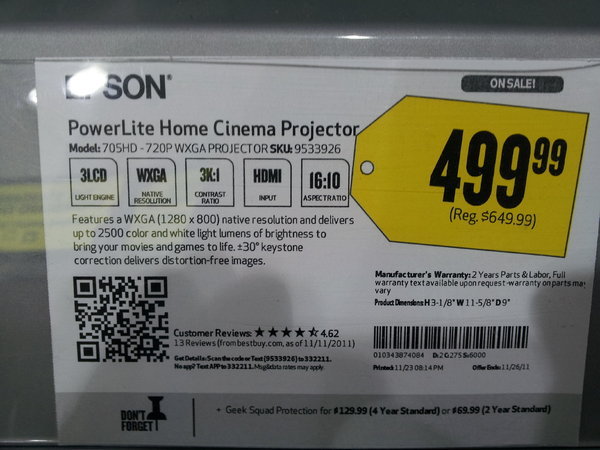 EPSON
ON SALE!
PowerLite Home Cinema Projector
Model: 705HD - 720P WXGA PROJECTOR SKU: 9533926
499.99
(Reg. $649.99)
3LCD
LIGHT ENGINE
WXGA
NATIVE
RESOLUTION
3K:1
CONTRAST
RATIO
HDMI
INPUT
16:10
ASPECT RATIO
Features a WXGA (1280 x 800) native resolution and delivers
up to 2500 color and white light lumens of brightness to
bring your movies and games to life. ±30° keystone
correction delivers distortion-free images.
Manufacturer's Warranty: 2 Years Parts & Labor, Full
warranty text available upon request-warranty on parts may
vary
Product Dimensions: H 3-1/8" W 11-5/8" D 9"
Customer Reviews: 4.62
13 Reviews (from bestbuy.com, as of 11/11/2011)
Get Details: Scan the code or Text (9533926) to 332211.
No app? Text APP to 332211. Msg&data rates may apply.
010343874084 D:2 C:275 S:6000
Printed: 11/23 08:14 PM Offer Ends: 11/26/11
DON'T
FORGET
+ Geek Squad Protection for $129.99 (4 Year Standard) or $69.99 (2 Year Standard)